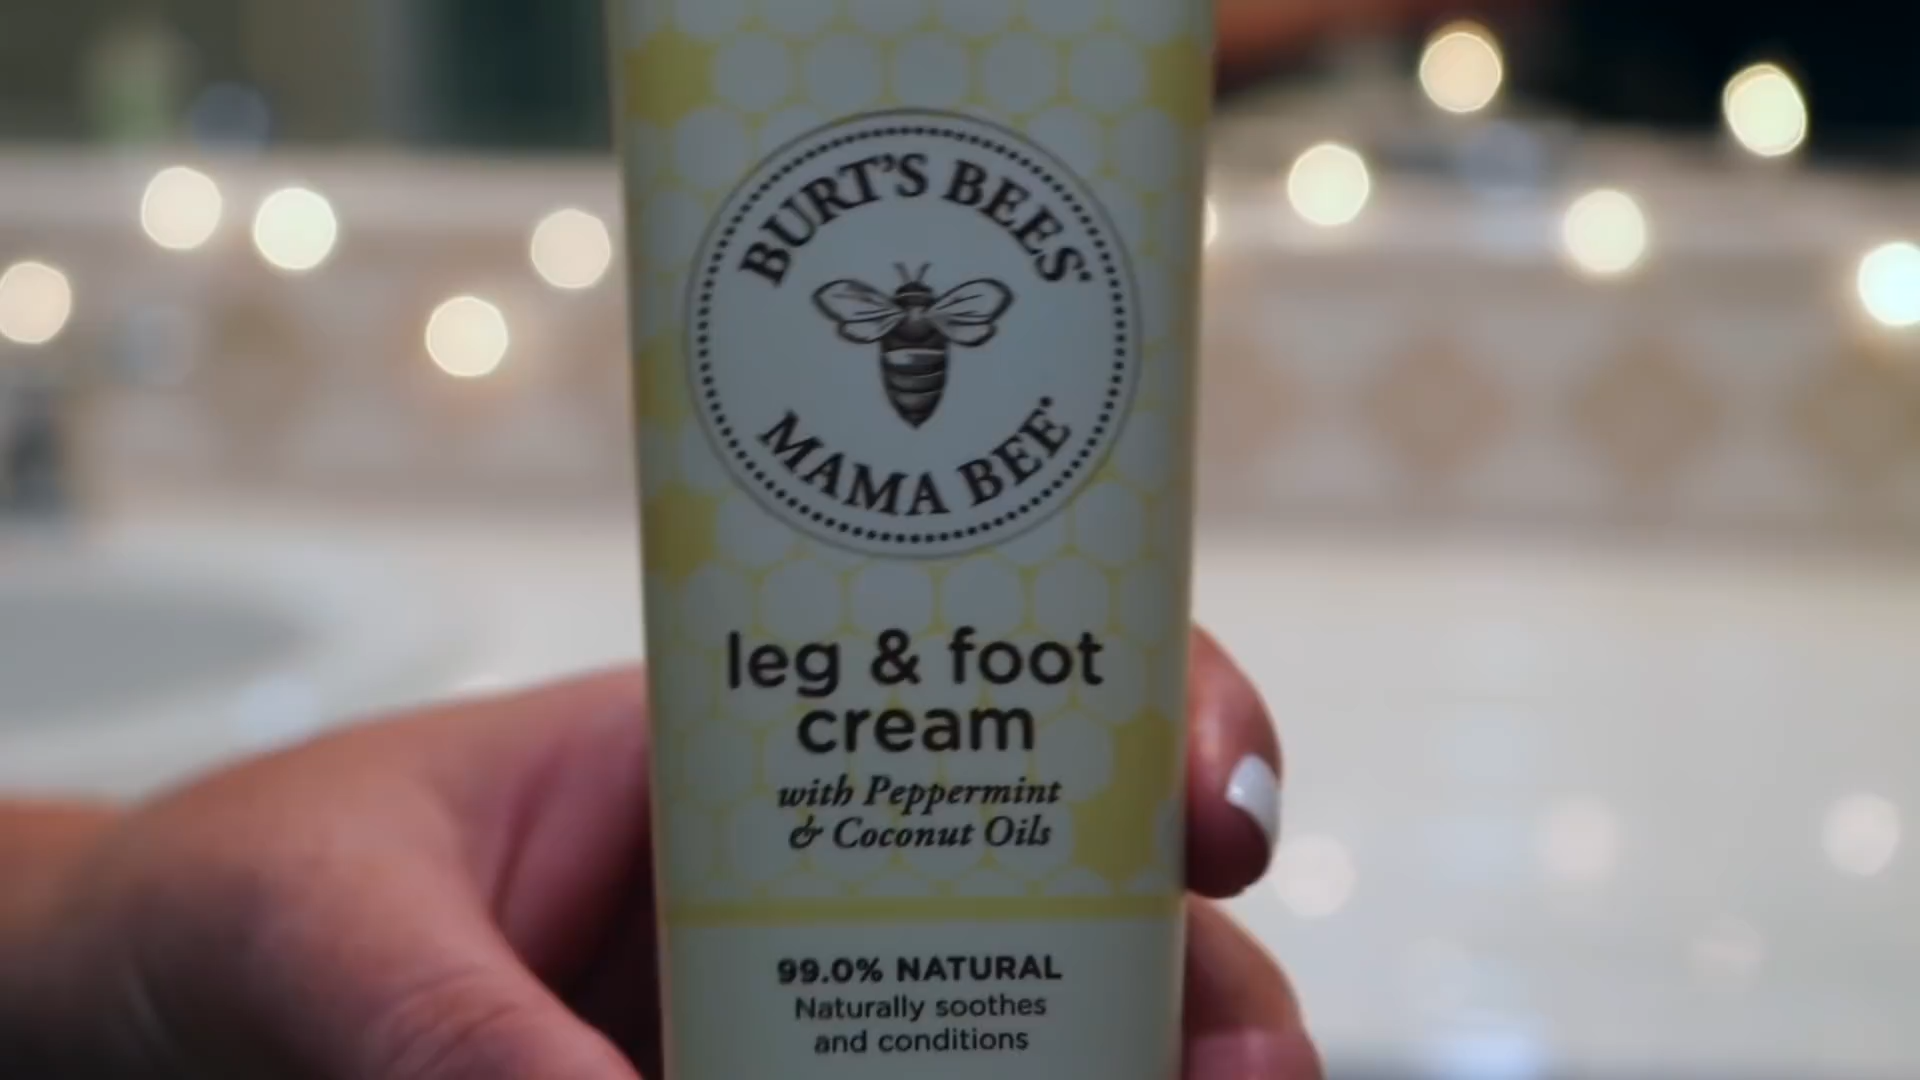 BURT'S BEES
MAMA BEE
leg & foot
cream
with Peppermint
& Coconut Oils
99.0% NATURAL
Naturally soothes
and conditions